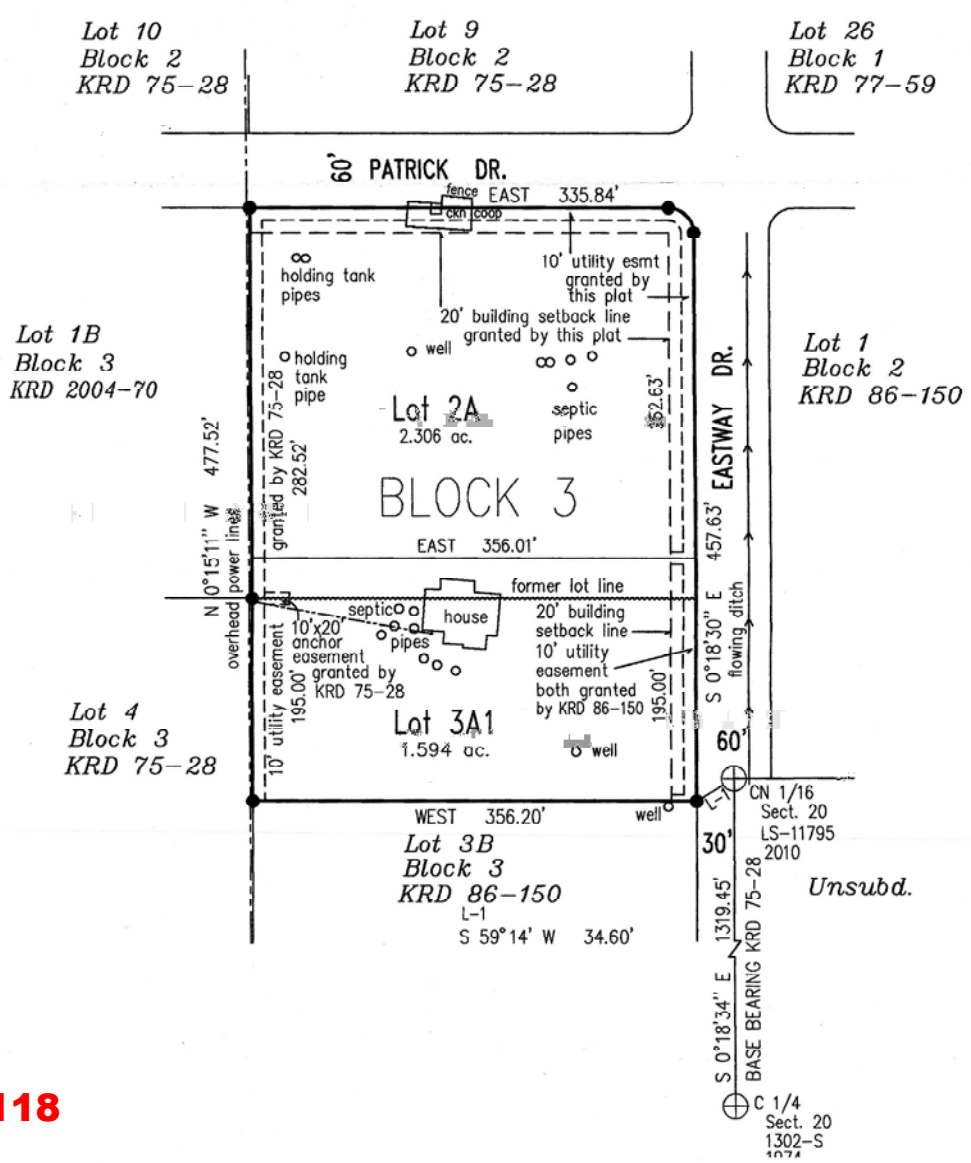 Lot 10
Block 2
KRD 75-28
Lot 9
Block 2
KRD 75-28
Lot 26
Block 1
KRD 77-59
60' PATRICK DR.
fence
EAST 335.84'
ckn coop
holding tank
pipes
10' utility esmt
granted by
this plat
20' building setback line
granted by this plat
Lot 1B
Block 3
KRD 2004-70
holding
tank
pipe
well
septic
pipes
Lot 1
Block 2
KRD 86-150
Lot 2A
2.306 ac.
BLOCK 3
N 0°15'11" W 477.52'
overhead power lines
granted by KRD 75-28
282.52'
EASTWAY DR.
S 0°18'30" E 457.63'
flowing ditch
EAST 356.01'
former lot line
house
septic
pipes
10'x20'
anchor
easement
granted by
KRD 75-28
20' building
setback line
10' utility
easement
both granted
by KRD 86-150
10' utility easement
195.00'
195.00'
Lot 4
Block 3
KRD 75-28
Lot 3A1
1.594 ac.
well
60'
L-1
CN 1/16
Sect. 20
LS-11795
2010
WEST 356.20'
well
30'
Lot 3B
Block 3
KRD 86-150
L-1
S 59°14' W 34.60'
Unsubd.
S 0°18'34" E 1319.45'
BASE BEARING KRD 75-28
C 1/4
Sect. 20
1302-S
118